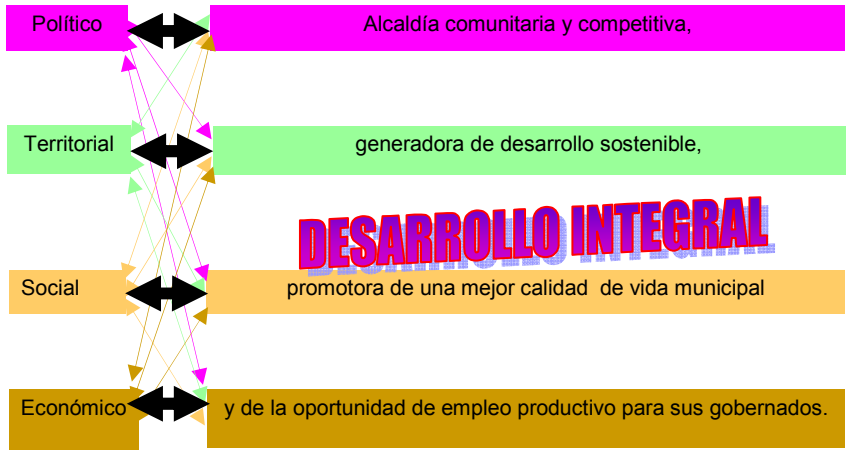 Político
Alcaldía comunitaria y competitiva,
Territorial
generadora de desarrollo sostenible,
DESARROLLO INTEGRAL
Social
promotora de una mejor calidad  de vida municipal
Económico
y de la oportunidad de empleo productivo para sus gobernados.